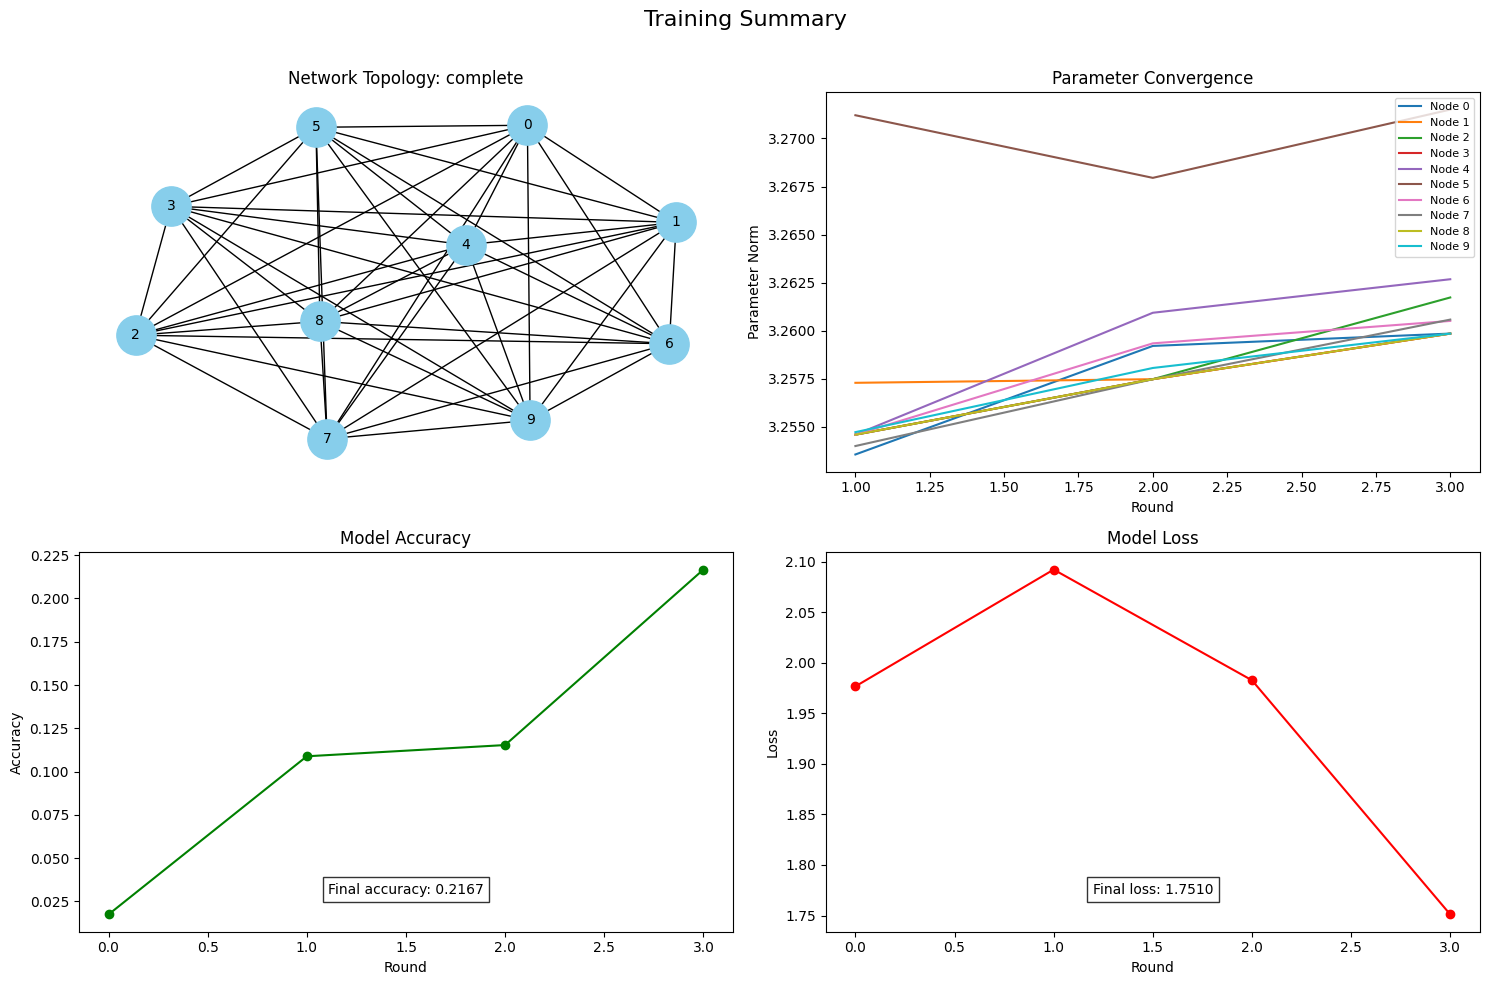 Training Summary
Network Topology: complete
5
0
3
1
4
8
2
6
9
7
Parameter Convergence
Parameter Norm
3.2700
3.2675
3.2650
3.2625
3.2600
3.2575
3.2550
Node 0
Node 1
Node 2
Node 3
Node 4
Node 5
Node 6
Node 7
Node 8
Node 9
1.00 1.25 1.50 1.75 2.00 2.25 2.50 2.75 3.00
Round
Model Accuracy
Accuracy
0.225
0.200
0.175
0.150
0.125
0.100
0.075
0.050
0.025
Final accuracy: 0.2167
0.0 0.5 1.0 1.5 2.0 2.5 3.0
Round
Model Loss
Loss
2.10
2.05
2.00
1.95
1.90
1.85
1.80
1.75
Final loss: 1.7510
0.0 0.5 1.0 1.5 2.0 2.5 3.0
Round